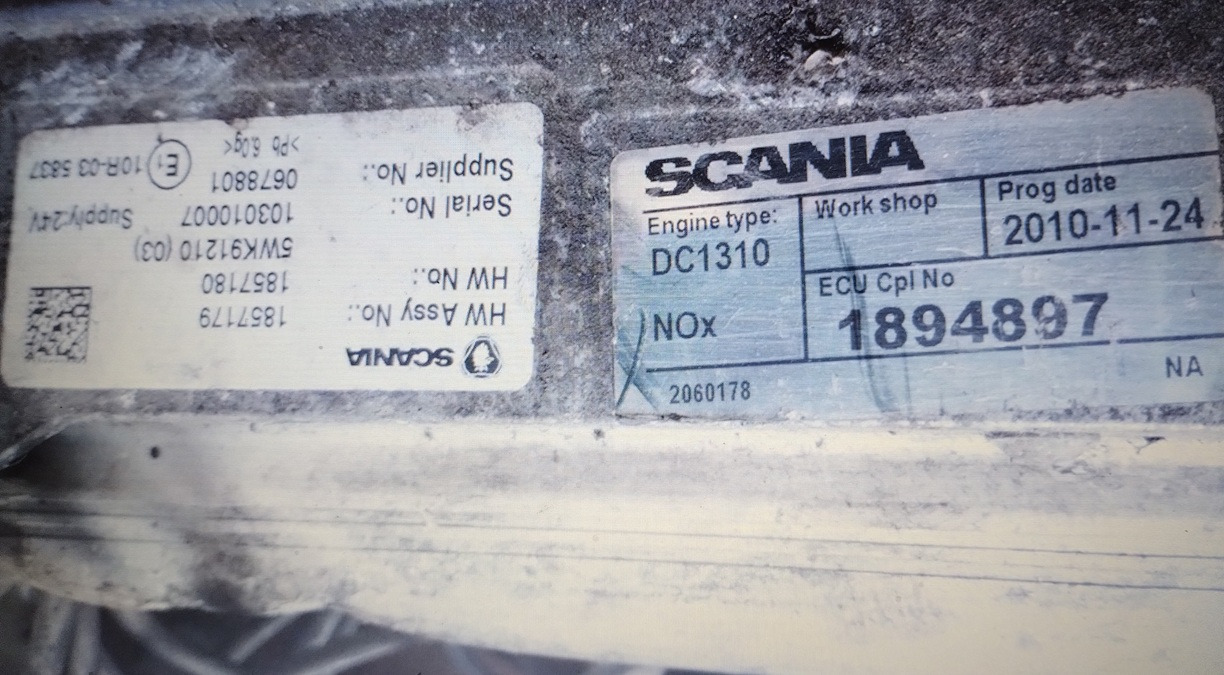 SCANIA
HW Assy No.: 1857179
HW No.: 1857180
5WK91210 (03)
Serial No.: 103010007 Supply:24V
Supplier No.: 0678801 E1 10R-03 5837
>Pb 6.0g<
SCANIA
Engine type: Work shop Prog date
DC1310 2010-11-24
ECU Cpl No
NOx 1894897
2060178 NA